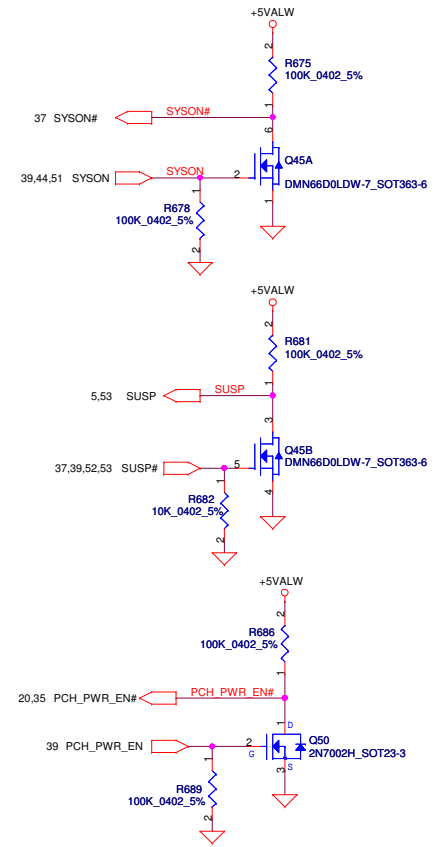 +5VALW
2
R675
100K_0402_5%
1
37 SYSON#
SYSON#
6
Q45A
39,44,51 SYSON
SYSON
2
DMN66D0LDW-7_SOT363-6
1
1
R678
100K_0402_5%
2
+5VALW
2
R681
100K_0402_5%
1
5,53 SUSP
SUSP
3
Q45B
37,39,52,53 SUSP#
5
DMN66D0LDW-7_SOT363-6
1
4
R682
10K_0402_5%
2
+5VALW
2
R686
100K_0402_5%
1
20,35 PCH_PWR_EN#
PCH_PWR_EN#
1
D
Q50
39 PCH_PWR_EN
2
G
2N7002H_SOT23-3
S
3
1
R689
100K_0402_5%
2